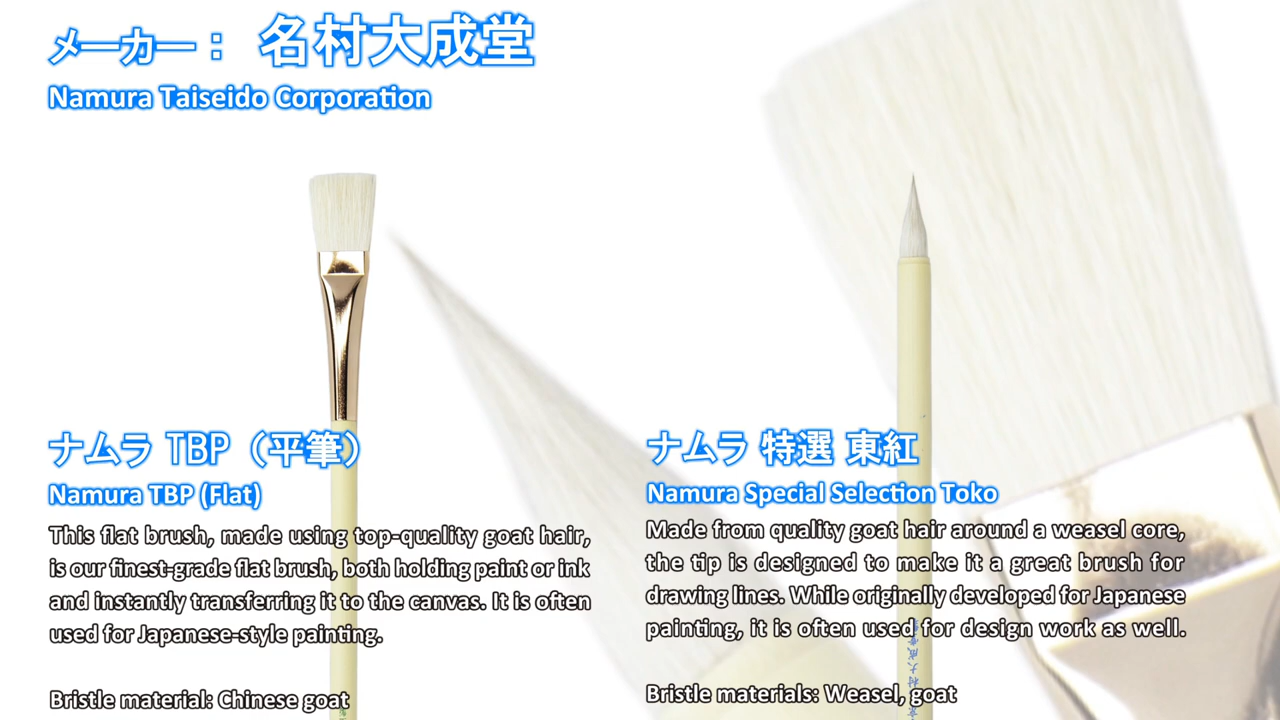 メーカー： 名村大成堂
Namura Taiseido Corporation
ナムラ TBP（平筆）
Namura TBP (Flat)
This flat brush, made using top-quality goat hair,
is our finest-grade flat brush, both holding paint or ink
and instantly transferring it to the canvas. It is often
used for Japanese-style painting.
Bristle material: Chinese goat
ナムラ 特選 東紅
Namura Special Selection Toko
Made from quality goat hair around a weasel core,
the tip is designed to make it a great brush for
drawing lines. While originally developed for Japanese
painting, it is often used for design work as well.
Bristle materials: Weasel, goat
村大成堂